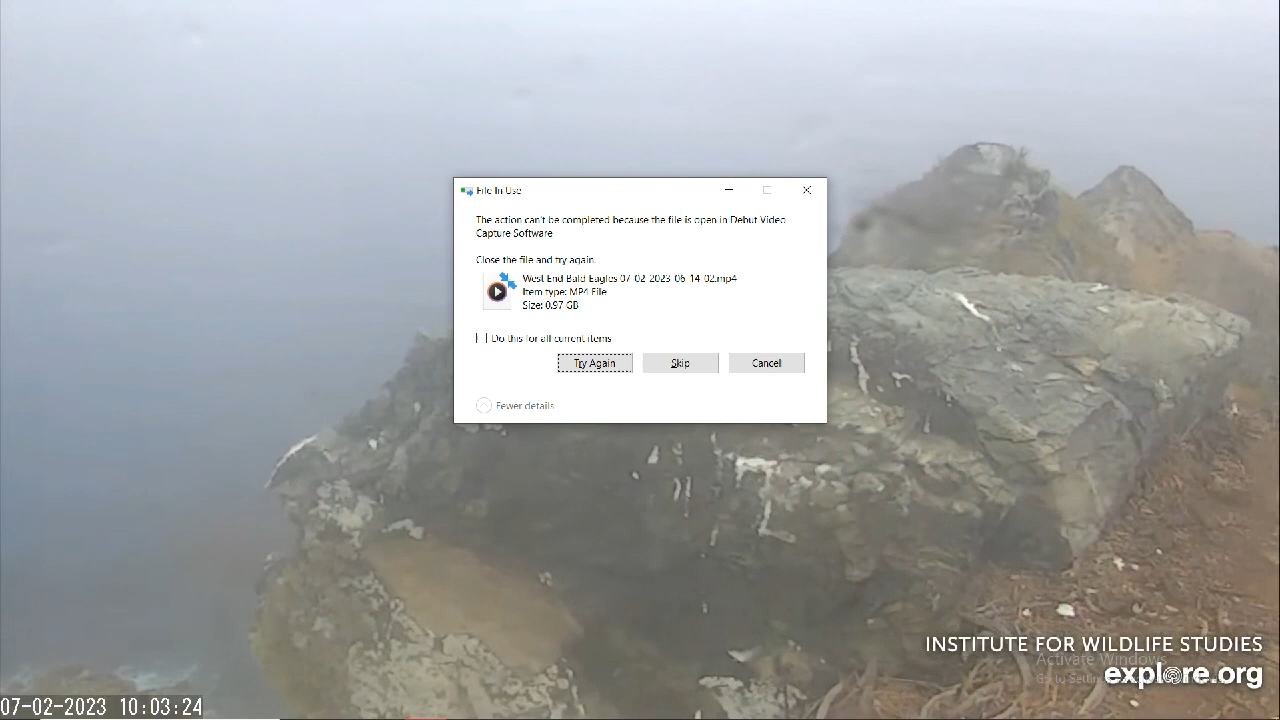 File In Use
The action can't be completed because the file is open in Debut Video
Capture Software
Close the file and try again.
West End Bald Eagles 07-02-2023-06-14-02.mp4
Item type: MP4 File
Size: 0.97 GB
Do this for all current items
Try Again Skip Cancel
Fewer details
INSTITUTE FOR WILDLIFE STUDIES
Activate Windows
explore.org
07-02-2023 10:03:24